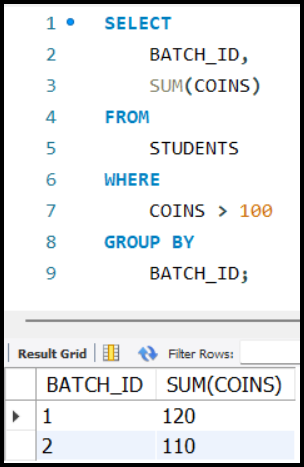 1 SELECT
2 BATCH_ID,
3 SUM(COINS)
4 FROM
5 STUDENTS
6 WHERE
7 COINS > 100
8 GROUP BY
9 BATCH_ID;
Result Grid Filter Rows:
BATCH_ID SUM(COINS)
1 120
2 110